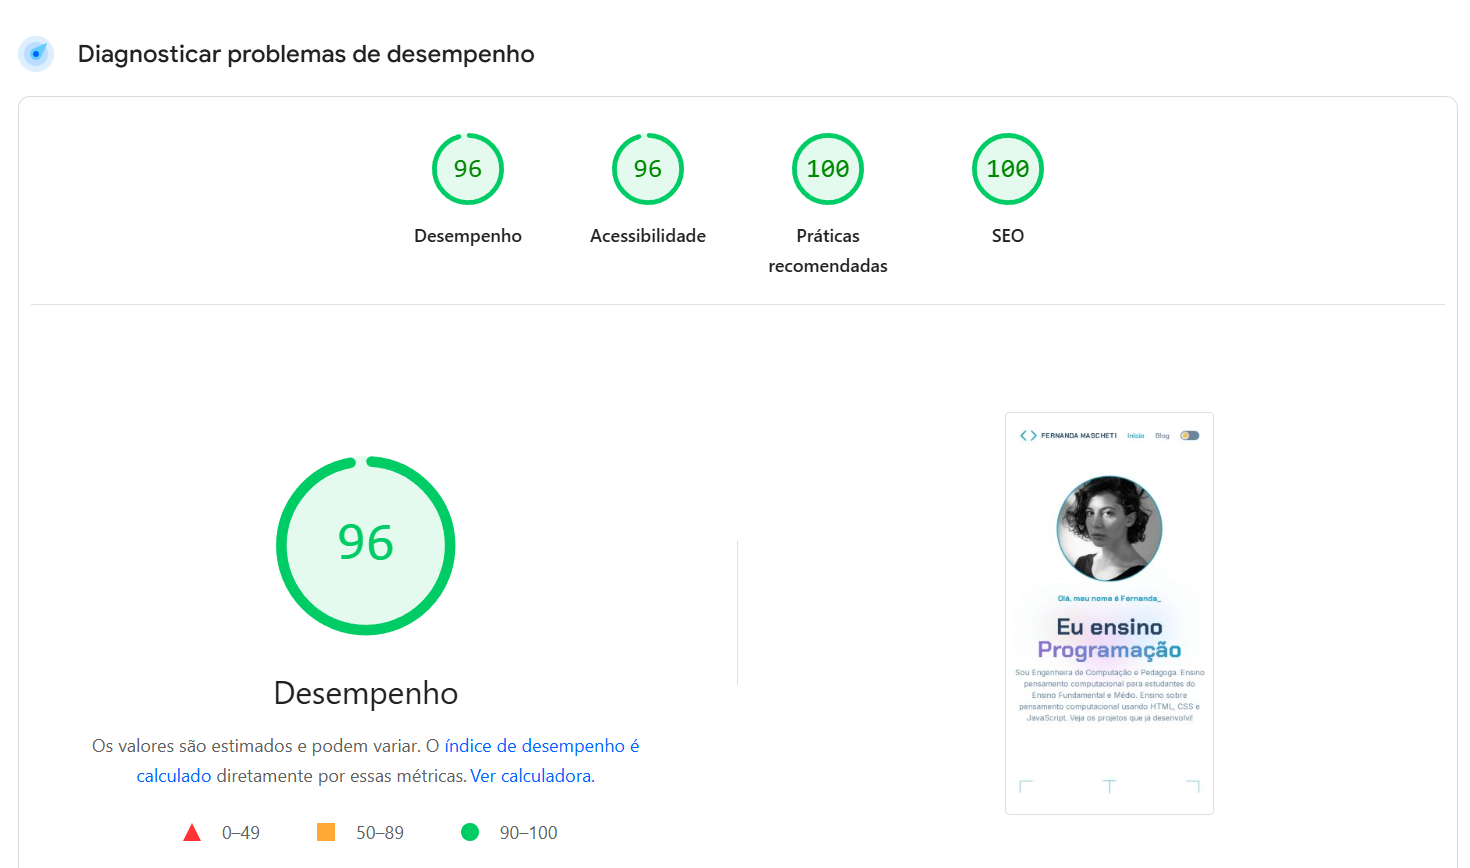 Diagnosticar problemas de desempenho
96
96
100
100
Desempenho
Acessibilidade
Práticas
recomendadas
SEO
96
Desempenho
Os valores são estimados e podem variar. O índice de desempenho é
calculado diretamente por essas métricas. Ver calculadora.
0–49
50–89
90–100
FERNANDA MASCHETI
Início
Blog
Olá, meu nome é Fernanda_
Eu ensino
Programação
Sou Engenheira de Computação e Pedagoga. Ensino
pensamento computacional para estudantes do
Ensino Fundamental e Médio. Ensino sobre
pensamento computacional usando HTML, CSS e
JavaScript. Veja os projetos que já desenvolvi!